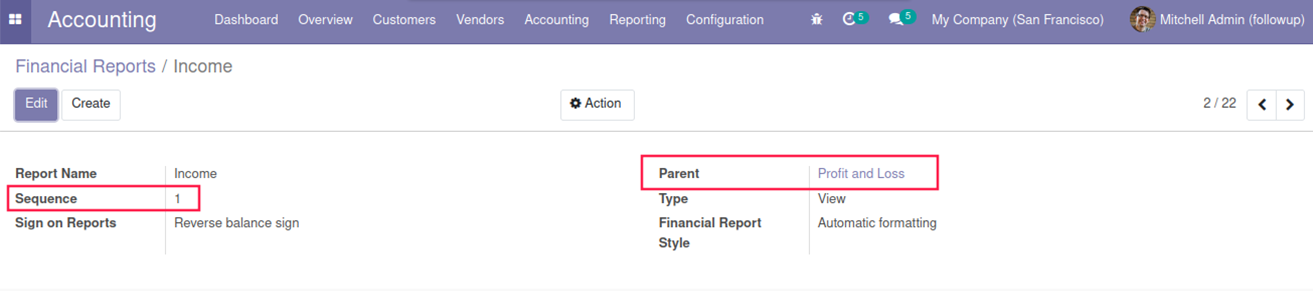 Accounting Dashboard Overview Customers Vendors Accounting Reporting Configuration 5 5 My Company (San Francisco) Mitchell Admin (followup)
Financial Reports / Income
Edit Create Action 2 / 22
Report Name Income Parent Profit and Loss
Sequence 1 Type View
Sign on Reports Reverse balance sign Financial Report Automatic formatting
Style